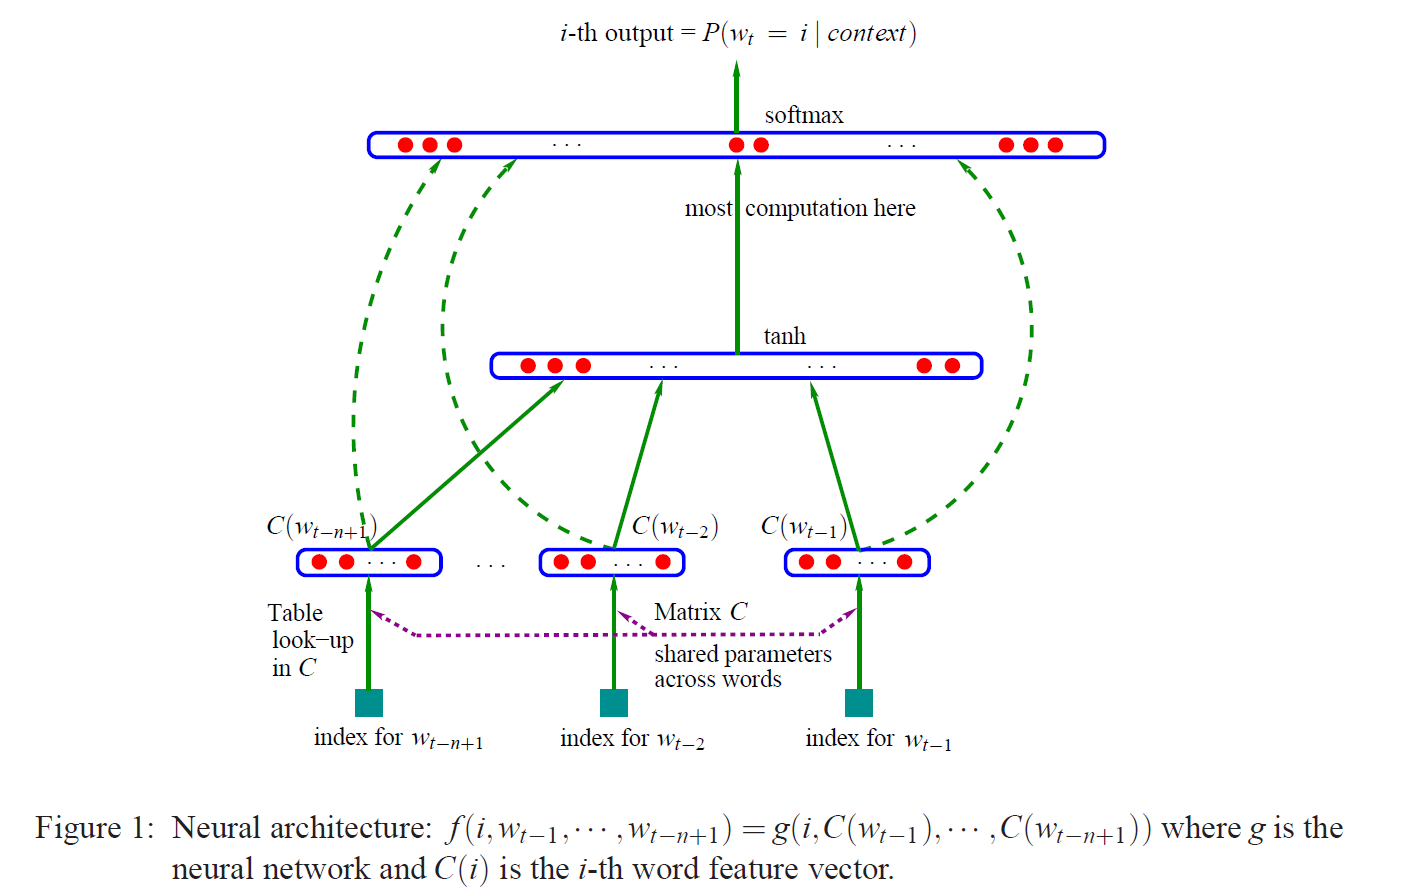 i-th output = P(w_t = i | context)
softmax
. . .
. . .
most computation here
tanh
. . .
. . .
C(w_{t−n+1})
C(w_{t−2})
C(w_{t−1})
. . .
. . .
. . .
. . .
Table
look−up
in C
Matrix C
shared parameters
across words
index for w_{t−n+1}
index for w_{t−2}
index for w_{t−1}
Figure 1: Neural architecture: f(i, w_{t−1}, ··· , w_{t−n+1}) = g(i, C(w_{t−1}), ··· , C(w_{t−n+1})) where g is the
neural network and C(i) is the i-th word feature vector.